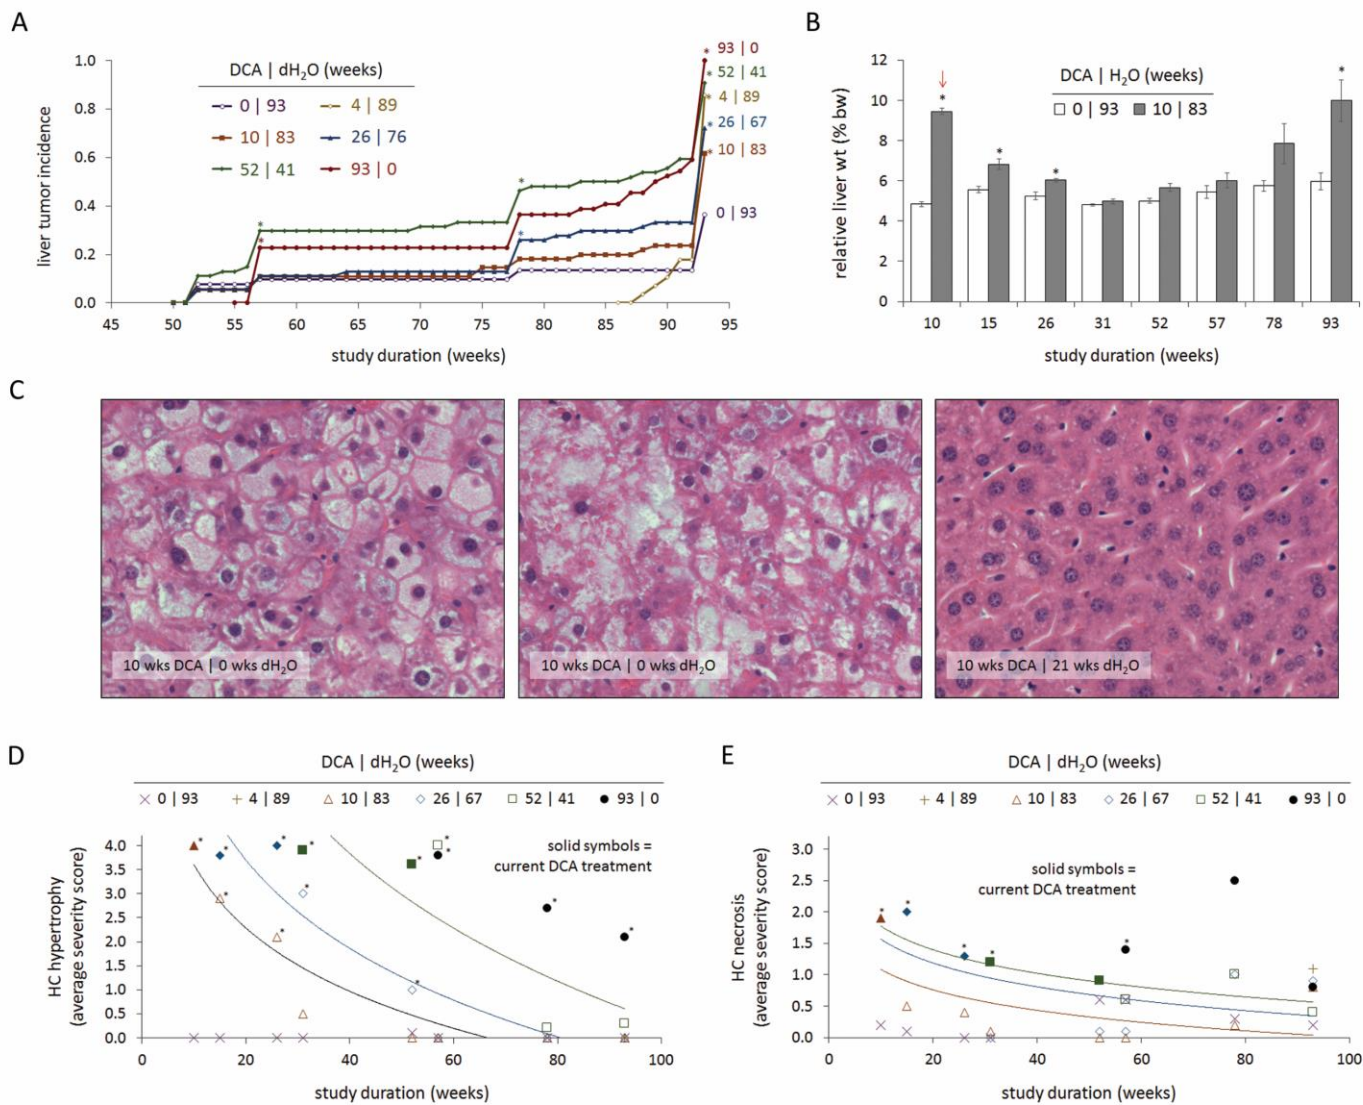 A
DCA | dH₂O (weeks)
0 | 93
4 | 89
10 | 83
26 | 76
52 | 41
93 | 0
* 93 | 0
* 52 | 41
* 4 | 89
* 26 | 67
* 10 | 83
0 | 93
*
*
*
*
liver tumor incidence
1.0
0.8
0.6
0.4
0.2
0.0
45 50 55 60 65 70 75 80 85 90 95
study duration (weeks)
B
DCA | H₂O (weeks)
0 | 93
10 | 83
↓
* * * *
relative liver wt (% bw)
12
10
8
6
4
2
0
10 15 26 31 52 57 78 93
study duration (weeks)
C
10 wks DCA | 0 wks dH₂O
10 wks DCA | 0 wks dH₂O
10 wks DCA | 21 wks dH₂O
D
DCA | dH₂O (weeks)
0 | 93 4 | 89 10 | 83 26 | 67 52 | 41 93 | 0
solid symbols =
current DCA treatment
* * * * * * * * * * * * *
HC hypertrophy
(average severity score)
4.0
3.5
3.0
2.5
2.0
1.5
1.0
0.5
0.0
0 20 40 60 80 100
study duration (weeks)
E
DCA | dH₂O (weeks)
0 | 93 4 | 89 10 | 83 26 | 67 52 | 41 93 | 0
solid symbols =
current DCA treatment
* * * * *
HC necrosis
(average severity score)
3.0
2.5
2.0
1.5
1.0
0.5
0.0
0 20 40 60 80 100
study duration (weeks)